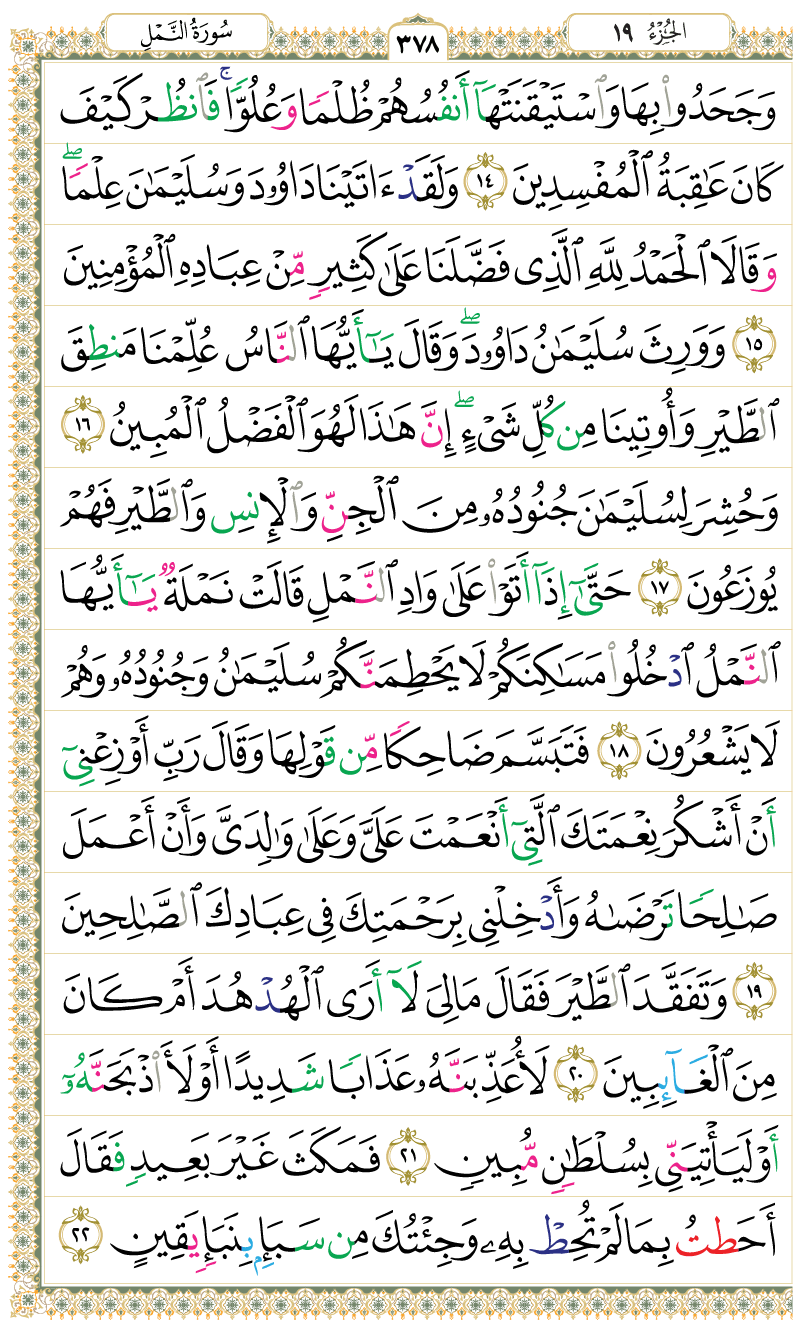 سُورَةُ النَّمْلِ ٣٧٨ الجُزْءُ ١٩
وَجَحَدُوا۟ بِهَا وَٱسْتَيْقَنَتْهَآ أَنفُسُهُمْ ظُلْمًا وَعُلُوًّا ۚ فَٱنظُرْ كَيْفَ
كَانَ عَٰقِبَةُ ٱلْمُفْسِدِينَ ١٤ وَلَقَدْ ءَاتَيْنَا دَاوُۥدَ وَسُلَيْمَٰنَ عِلْمًا ۖ
وَقَالَا ٱلْحَمْدُ لِلَّهِ ٱلَّذِى فَضَّلَنَا عَلَىٰ كَثِيرٍ مِّنْ عِبَادِهِ ٱلْمُؤْمِنِينَ
١٥ وَوَرِثَ سُلَيْمَٰنُ دَاوُۥدَ ۖ وَقَالَ يَٰٓأَيُّهَا ٱلنَّاسُ عُلِّمْنَا مَنطِقَ
ٱلطَّيْرِ وَأُوتِينَا مِن كُلِّ شَىْءٍ ۖ إِنَّ هَٰذَا لَهُوَ ٱلْفَضْلُ ٱلْمُبِينُ ١٦
وَحُشِرَ لِسُلَيْمَٰنَ جُنُودُهُۥ مِنَ ٱلْجِنِّ وَٱلْإِنسِ وَٱلطَّيْرِ فَهُمْ
يُوزَعُونَ ١٧ حَتَّىٰٓ إِذَآ أَتَوْا۟ عَلَىٰ وَادِ ٱلنَّمْلِ قَالَتْ نَمْلَةٌ يَٰٓأَيُّهَا
ٱلنَّمْلُ ٱدْخُلُوا۟ مَسَٰكِنَكُمْ لَا يَحْطِمَنَّكُمْ سُلَيْمَٰنُ وَجُنُودُهُۥ وَهُمْ
لَا يَشْعُرُونَ ١٨ فَتَبَسَّمَ ضَاحِكًا مِّن قَوْلِهَا وَقَالَ رَبِّ أَوْزِعْنِىٓ
أَنْ أَشْكُرَ نِعْمَتَكَ ٱلَّتِىٓ أَنْعَمْتَ عَلَىَّ وَعَلَىٰ وَٰلِدَىَّ وَأَنْ أَعْمَلَ
صَٰلِحًا تَرْضَىٰهُ وَأَدْخِلْنِى بِرَحْمَتِكَ فِى عِبَادِكَ ٱلصَّٰلِحِينَ
١٩ وَتَفَقَّدَ ٱلطَّيْرَ فَقَالَ مَالِىَ لَآ أَرَى ٱلْهُدْهُدَ أَمْ كَانَ
مِنَ ٱلْغَآئِبِينَ ٢٠ لَأُعَذِّبَنَّهُۥ عَذَابًا شَدِيدًا أَوْ لَأَا۟ذْبَحَنَّهُۥٓ
أَوْ لَيَأْتِيَنِّى بِسُلْطَٰنٍ مُّبِينٍ ٢١ فَمَكَثَ غَيْرَ بَعِيدٍ فَقَالَ
أَحَطتُ بِمَا لَمْ تُحِطْ بِهِۦ وَجِئْتُكَ مِن سَبَإٍۭ بِنَبَإٍ يَقِينٍ ٢٢